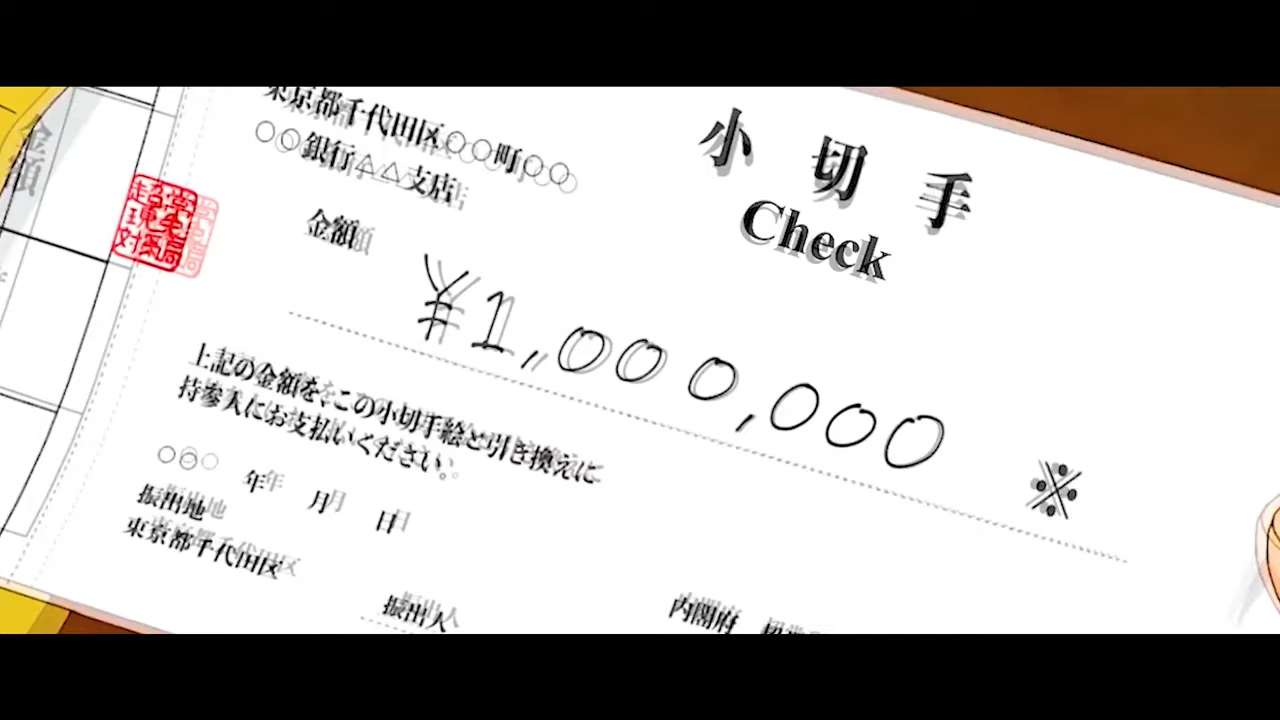 東京都千代田区○○町○○
○○銀行△△支店
小切手
Check
金額
金額
¥1,000,000※
上記の金額を、この小切手絵と引き換えに
持参人にお支払いください。
○○○ 年 月 日
振出地
東京都千代田区
振出人
内閣府